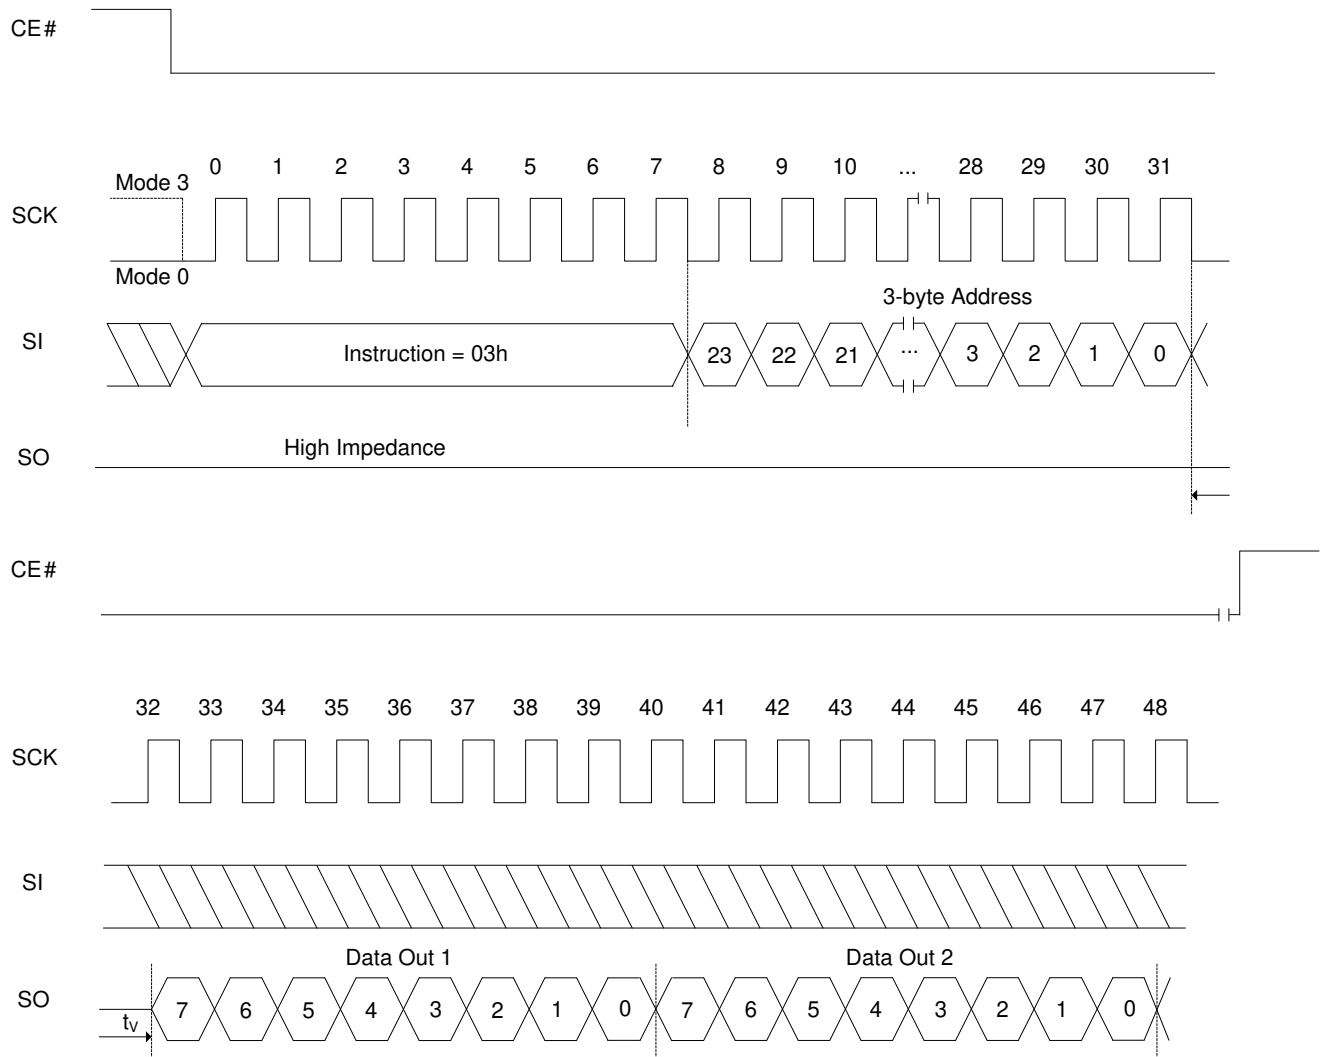 CE#
0 1 2 3 4 5 6 7 8 9 10 ... 28 29 30 31
Mode 3
SCK
Mode 0
3-byte Address
SI
Instruction = 03h 23 22 21 ... 3 2 1 0
High Impedance
SO
CE#
32 33 34 35 36 37 38 39 40 41 42 43 44 45 46 47 48
SCK
SI
Data Out 1 Data Out 2
SO
7 6 5 4 3 2 1 0 7 6 5 4 3 2 1 0
tV